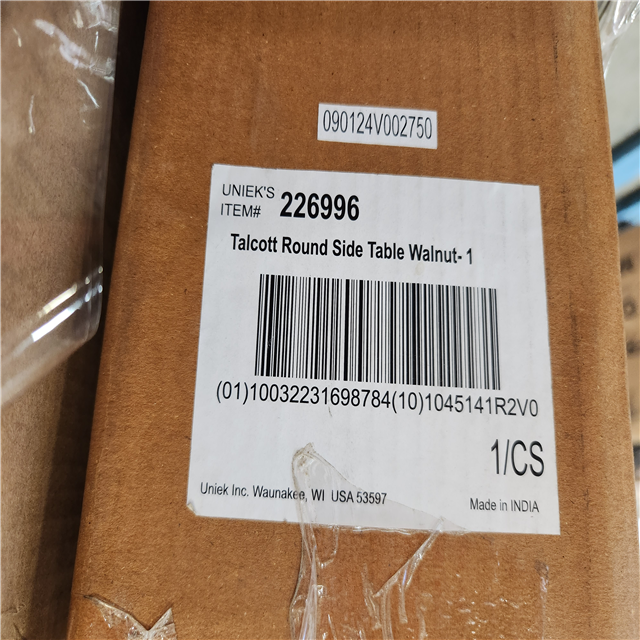 090124V002750
UNIEK'S
ITEM# 226996
Talcott Round Side Table Walnut- 1
(01)10032231698784(10)1045141R2V0
1/CS
Uniek Inc. Waunakee, WI USA 53597
Made in INDIA